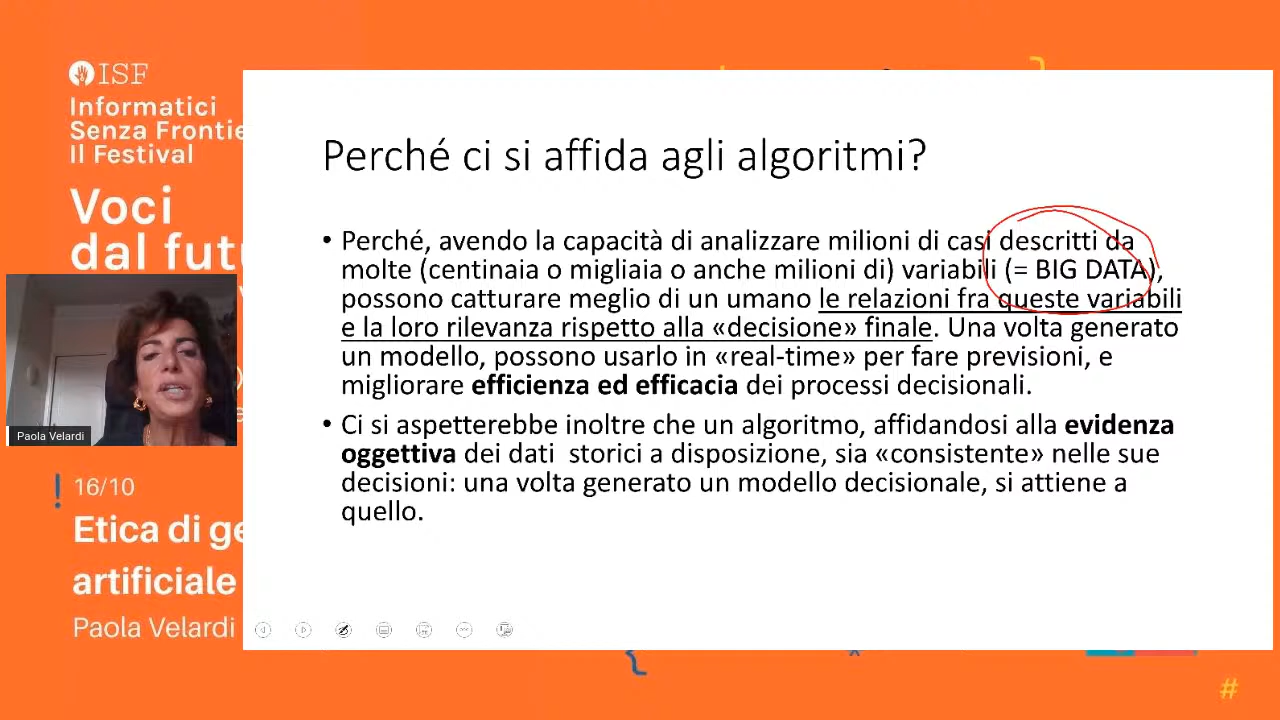 ISF
Informatici
Senza Frontie
Il Festival
Voci
dal futu
Paola Velardi
16/10
Etica di ge
artificiale
Paola Velardi
Perché ci si affida agli algoritmi?
• Perché, avendo la capacità di analizzare milioni di casi descritti da
molte (centinaia o migliaia o anche milioni di) variabili (= BIG DATA),
possono catturare meglio di un umano le relazioni fra queste variabili
e la loro rilevanza rispetto alla «decisione» finale. Una volta generato
un modello, possono usarlo in «real-time» per fare previsioni, e
migliorare efficienza ed efficacia dei processi decisionali.
• Ci si aspetterebbe inoltre che un algoritmo, affidandosi alla evidenza
oggettiva dei dati storici a disposizione, sia «consistente» nelle sue
decisioni: una volta generato un modello decisionale, si attiene a
quello.
#